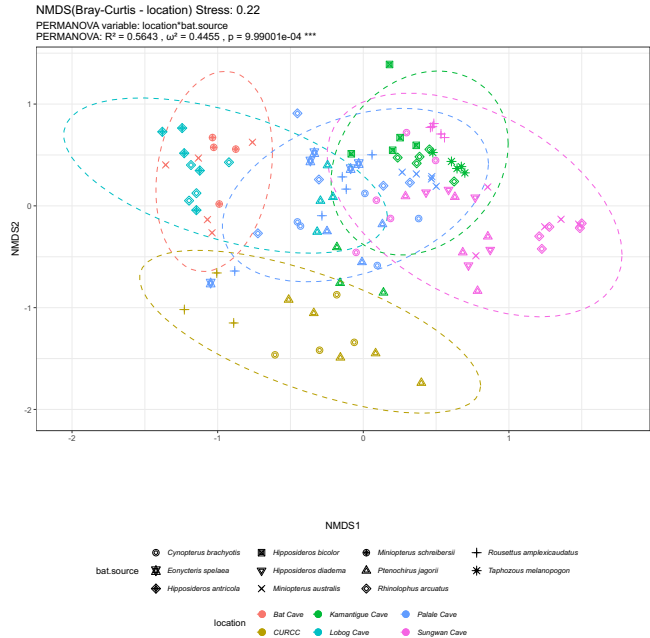 NMDS(Bray-Curtis - location) Stress: 0.22
PERMANOVA variable: location*bat.source
PERMANOVA: R² = 0.5643 , ω² = 0.4455 , p = 9.99001e-04 ***
NMDS2
1
0
-1
-2
-2 -1 0 1
NMDS1
bat.source
Cynopterus brachyotis Hipposideros bicolor Miniopterus schreibersii Rousettus amplexicaudatus
Eonycteris spelaea Hipposideros diadema Ptenochirus jagorii Taphozous melanopogon
Hipposideros antricola Miniopterus australis Rhinolophus arcuatus
location
Bat Cave Kamantigue Cave Palale Cave
CURCC Lobog Cave Sungwan Cave